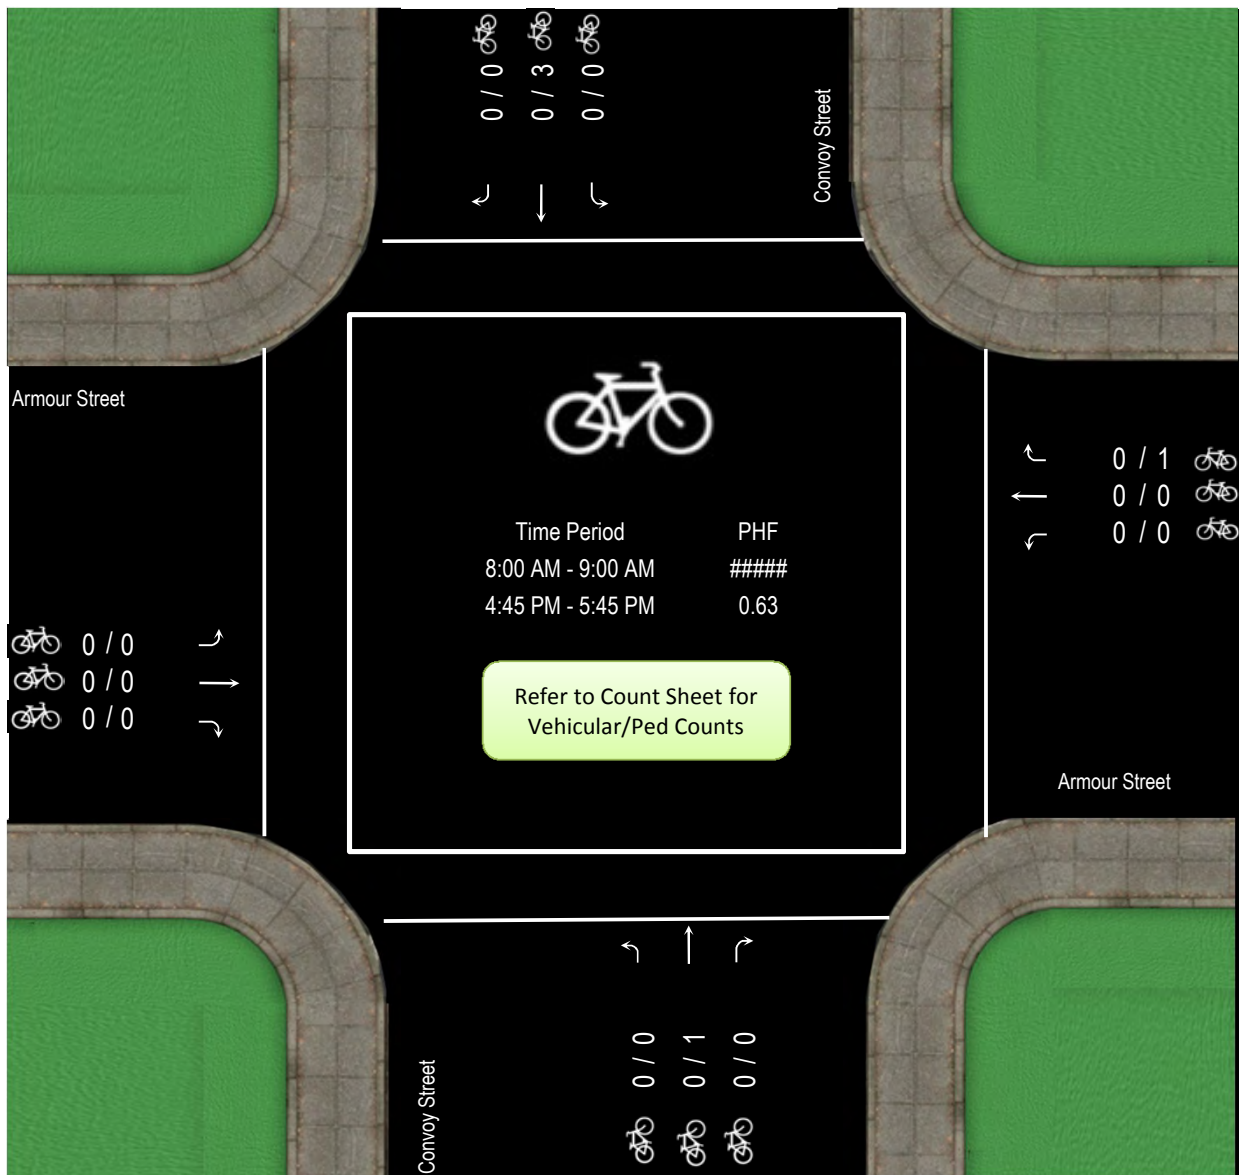 0 / 0
0 / 3
0 / 0
Convoy Street
Armour Street
0 / 1
0 / 0
0 / 0
Time Period PHF
8:00 AM - 9:00 AM #####
4:45 PM - 5:45 PM 0.63
0 / 0
0 / 0
0 / 0
Refer to Count Sheet for
Vehicular/Ped Counts
Armour Street
0 / 0
0 / 1
0 / 0
Convoy Street